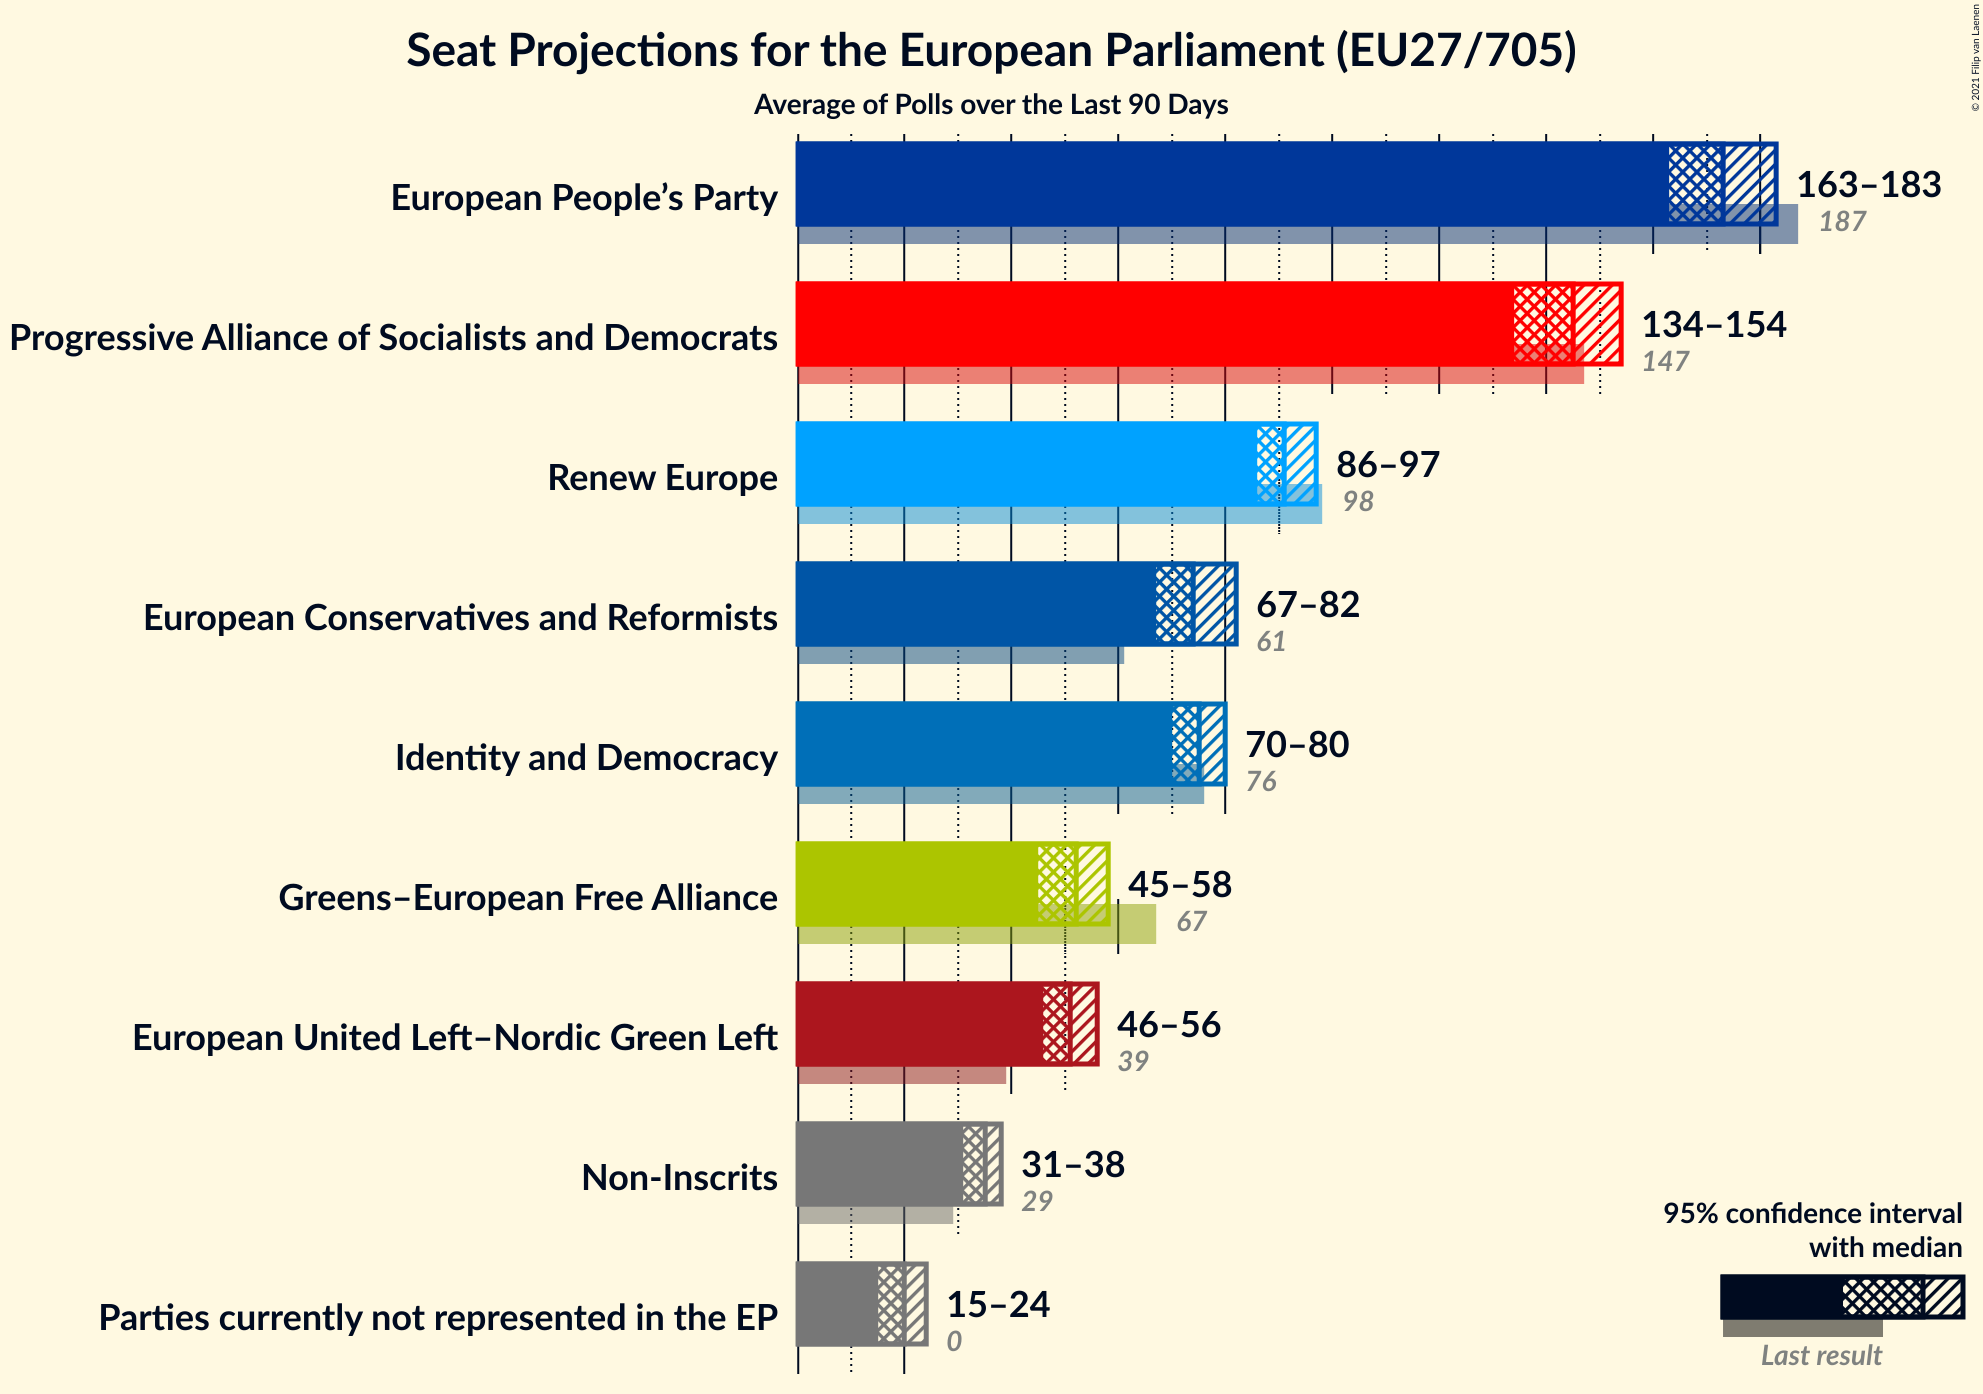 Seat Projections for the European Parliament (EU27/705)
Average of Polls over the Last 90 Days
© 2021 Filip van Laenen
European People’s Party
163–183
187
Progressive Alliance of Socialists and Democrats
134–154
147
Renew Europe
86–97
98
European Conservatives and Reformists
67–82
61
Identity and Democracy
70–80
76
Greens–European Free Alliance
45–58
67
European United Left–Nordic Green Left
46–56
39
Non-Inscrits
31–38
29
Parties currently not represented in the EP
15–24
0
95% confidence interval
with median
Last result